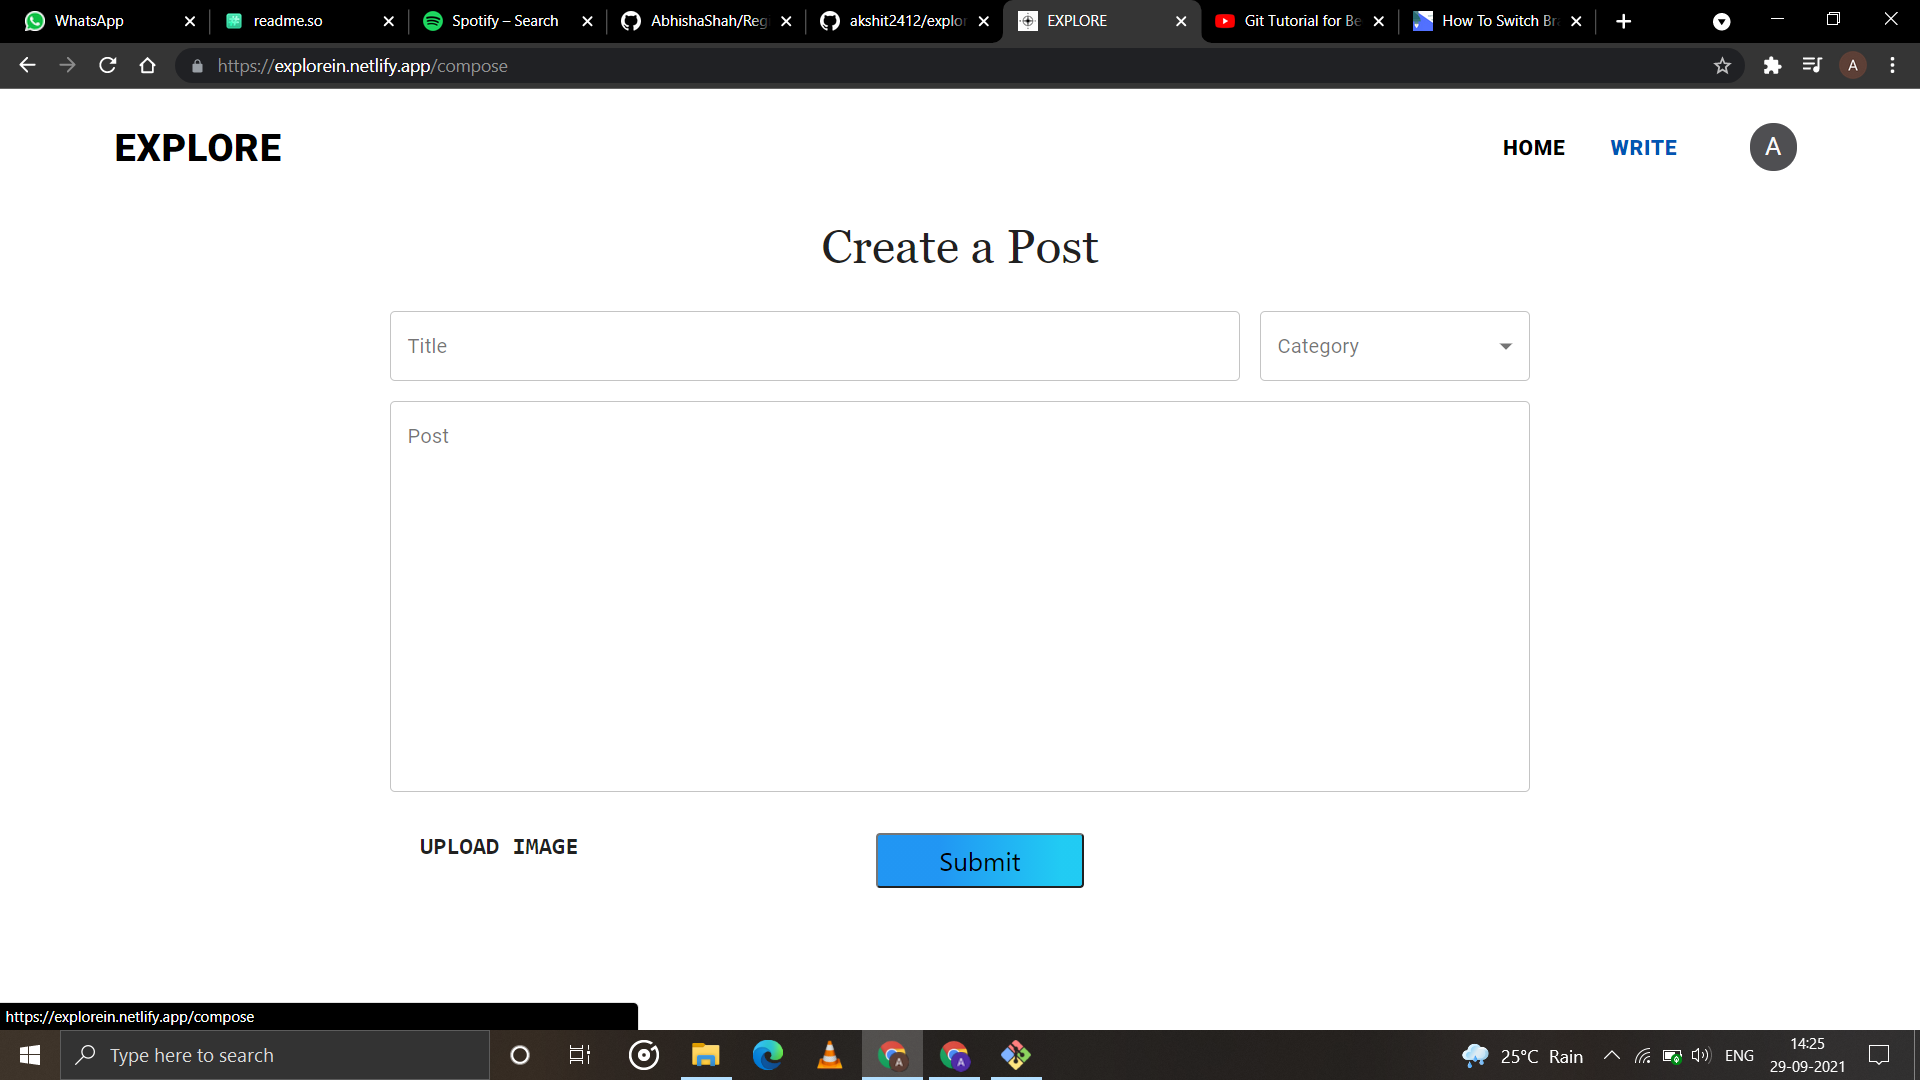 WhatsApp
readme.so
Spotify – Search
AbhishaShah/Reg
akshit2412/explor
EXPLORE
Git Tutorial for Be
How To Switch Br
https://explorein.netlify.app/compose
A
EXPLORE
HOME
WRITE
A
Create a Post
Title
Category
Post
UPLOAD IMAGE
Submit
https://explorein.netlify.app/compose
Type here to search
A
A
25°C Rain
ENG
14:25
29-09-2021